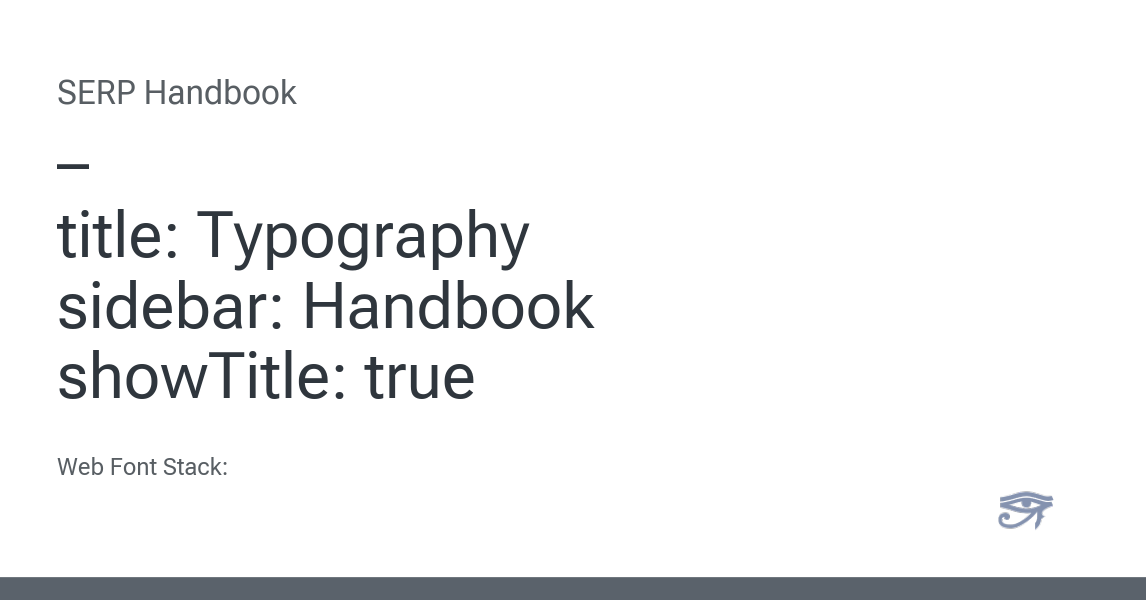 SERP Handbook
–
title: Typography
sidebar: Handbook
showTitle: true
Web Font Stack: